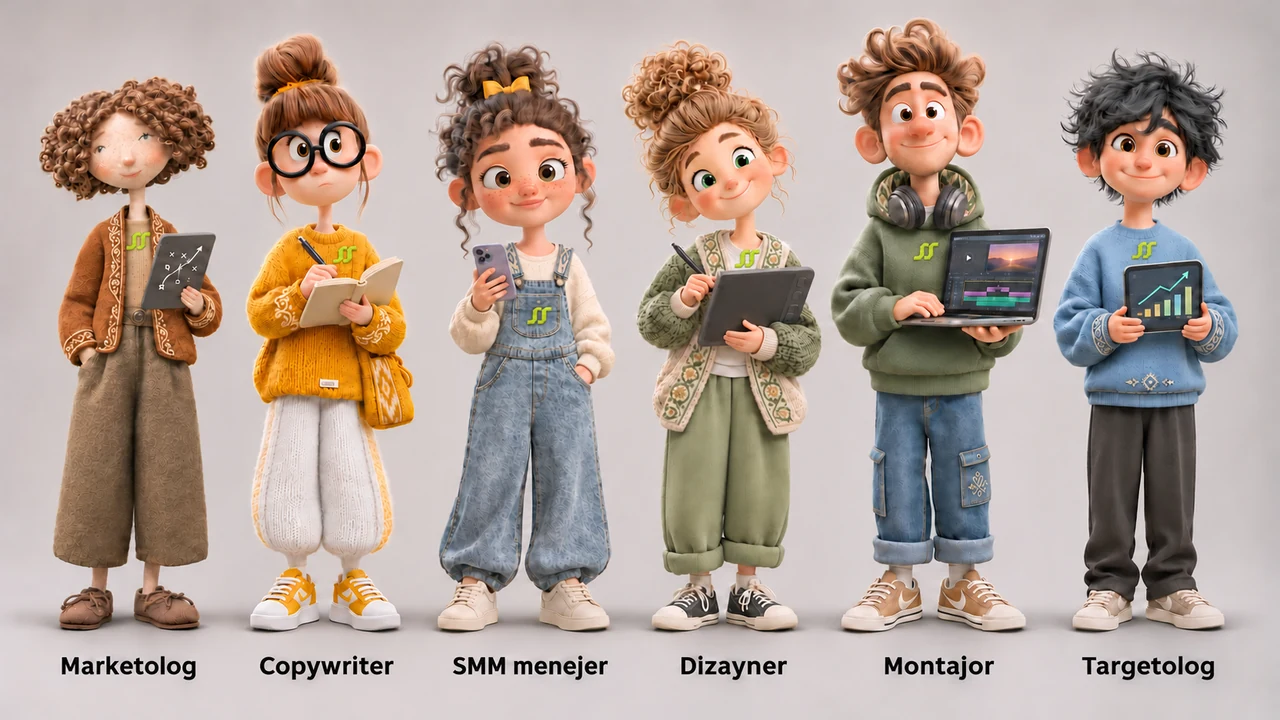 Marketolog
Copywriter
SMM menejer
Dizayner
Montajor
Targetolog